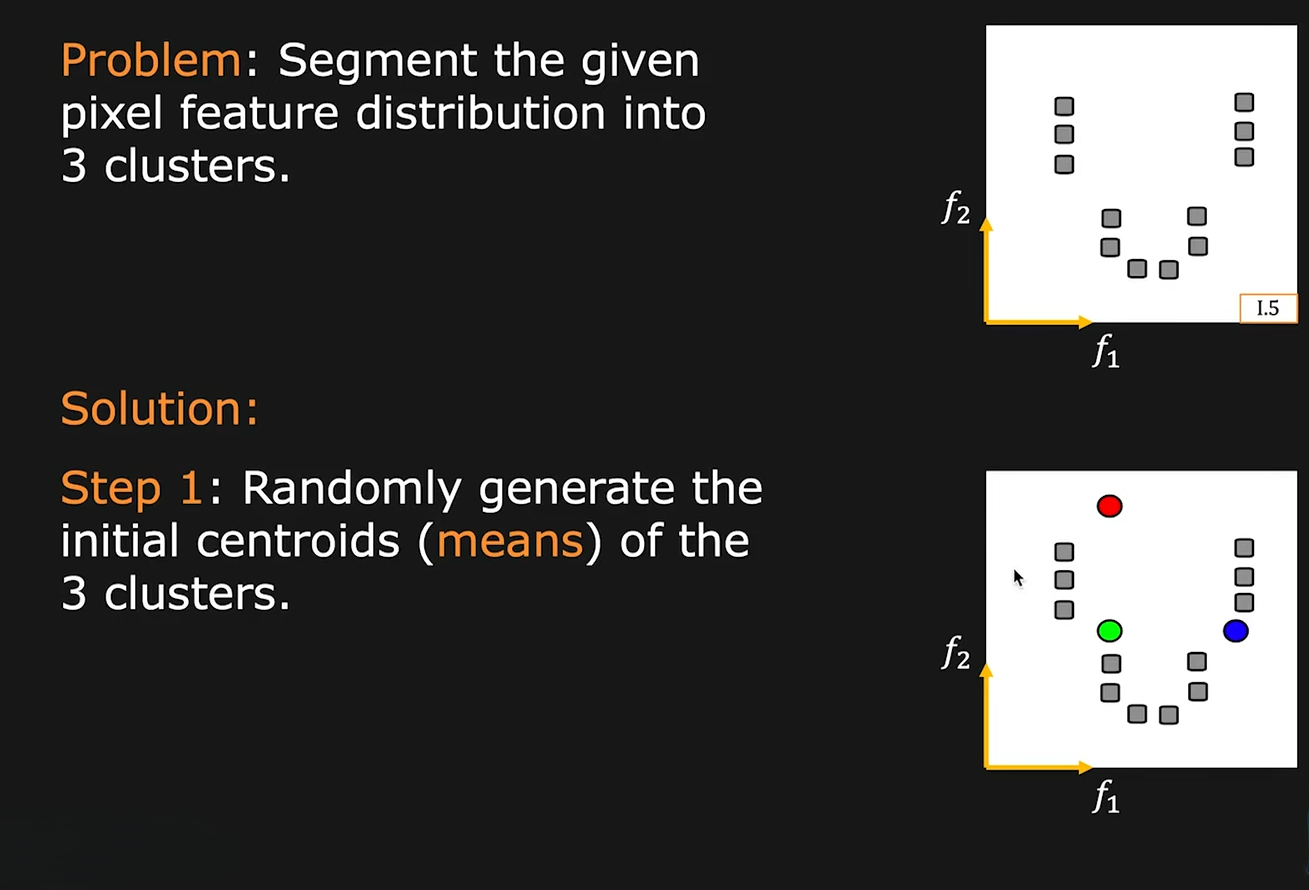 Problem: Segment the given
pixel feature distribution into
3 clusters.
f₂
I.5
f₁
Solution:
Step 1: Randomly generate the
initial centroids (means) of the
3 clusters.
f₂
f₁